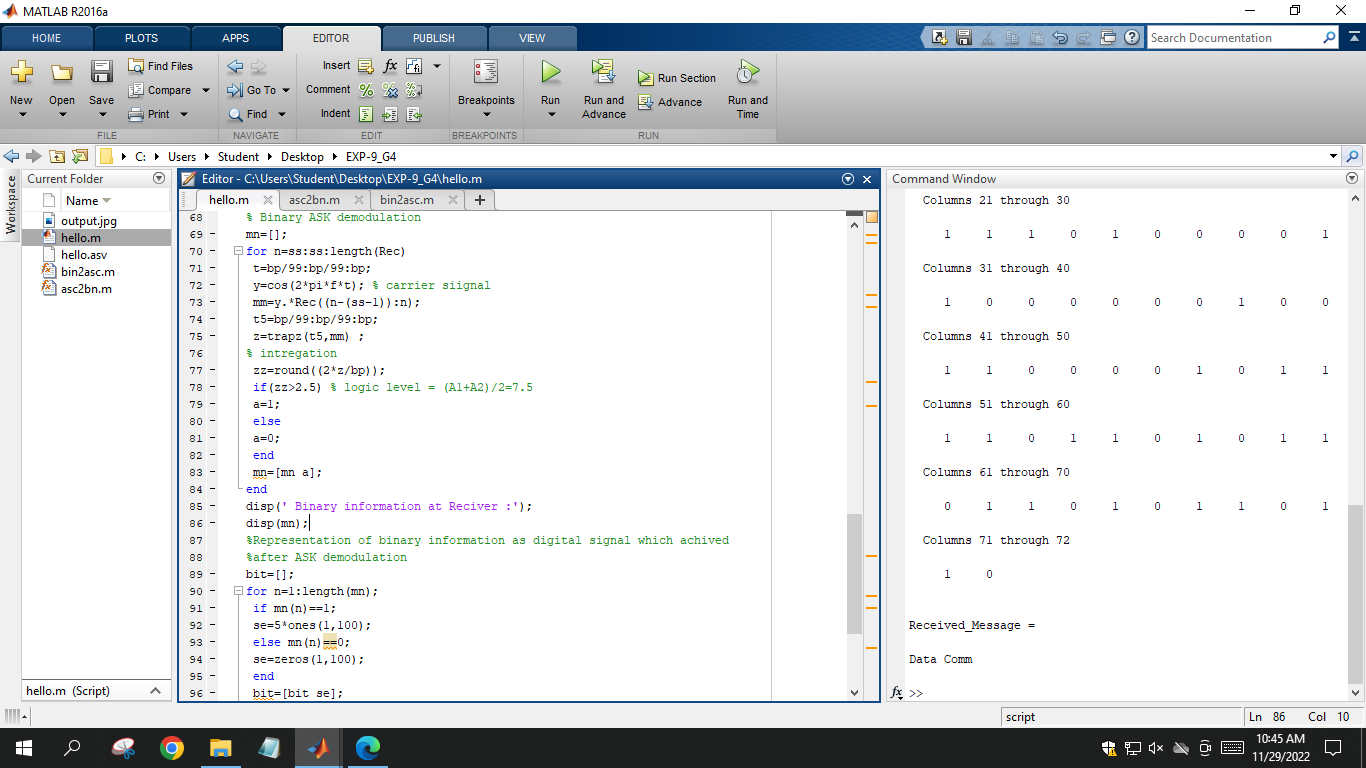 MATLAB R2016a
HOME PLOTS APPS EDITOR PUBLISH VIEW
Search Documentation
New Open Save
Find Files
Compare
Print
FILE
Go To
Find
NAVIGATE
Insert fx
Comment
Indent
EDIT
Breakpoints
BREAKPOINTS
Run
Run and Advance
Run Section
Advance
Run and Time
RUN
C: Users Student Desktop EXP-9_G4
Workspace
Current Folder
Name
output.jpg
hello.m
hello.asv
bin2asc.m
asc2bn.m
hello.m (Script)
Editor - C:\Users\Student\Desktop\EXP-9_G4\hello.m
hello.m asc2bn.m bin2asc.m
68 % Binary ASK demodulation
69 - mn=[];
70 - for n=ss:ss:length(Rec)
71 - t=bp/99:bp/99:bp;
72 - y=cos(2*pi*f*t); % carrier siignal
73 - mm=y.*Rec((n-(ss-1)):n);
74 - t5=bp/99:bp/99:bp;
75 - z=trapz(t5,mm) ;
76 % intregation
77 - zz=round((2*z/bp));
78 - if(zz>2.5) % logic level = (A1+A2)/2=7.5
79 - a=1;
80 - else
81 - a=0;
82 - end
83 - mn=[mn a];
84 - end
85 - disp(' Binary information at Reciver :');
86 - disp(mn);
87 %Representation of binary information as digital signal which achived
88 %after ASK demodulation
89 - bit=[];
90 - for n=1:length(mn);
91 - if mn(n)==1;
92 - se=5*ones(1,100);
93 - else mn(n)==0;
94 - se=zeros(1,100);
95 - end
96 - bit=[bit se];
Command Window
Columns 21 through 30
1 1 1 0 1 0 0 0 0 1
Columns 31 through 40
1 0 0 0 0 0 0 1 0 0
Columns 41 through 50
1 1 0 0 0 0 1 0 1 1
Columns 51 through 60
1 1 0 1 1 0 1 0 1 1
Columns 61 through 70
0 1 1 0 1 0 1 1 0 1
Columns 71 through 72
1 0
Received_Message =
Data Comm
fx >>
script
Ln 86 Col 10
10:45 AM
11/29/2022